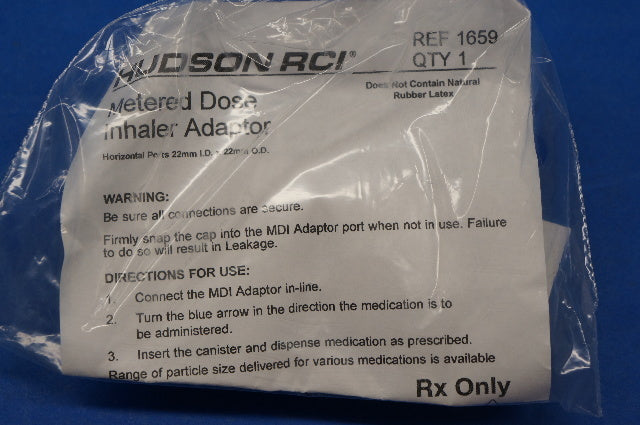 HUDSON RCI®
REF 1659
QTY 1
Metered Dose
Inhaler Adaptor
Does Not Contain Natural
Rubber Latex
Horizontal Ports 22mm I.D. x 22mm O.D.
WARNING:
Be sure all connections are secure.
Firmly snap the cap into the MDI Adaptor port when not in use. Failure
to do so will result in Leakage.
DIRECTIONS FOR USE:
1. Connect the MDI Adaptor in-line.
2. Turn the blue arrow in the direction the medication is to
be administered.
3. Insert the canister and dispense medication as prescribed.
Range of particle size delivered for various medications is available
Rx Only